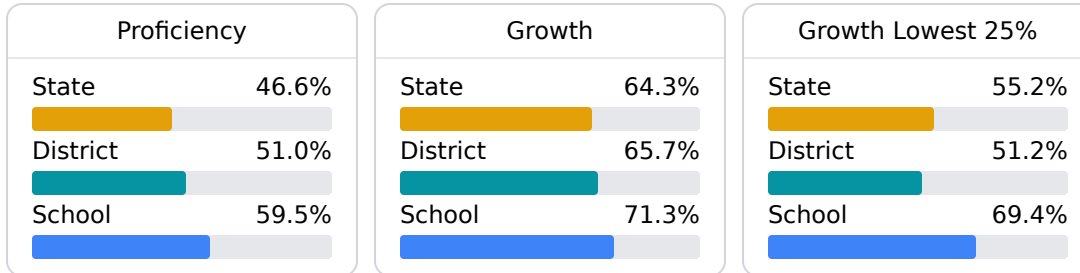 Proficiency
State 46.6%
District 51.0%
School 59.5%
Growth
State 64.3%
District 65.7%
School 71.3%
Growth Lowest 25%
State 55.2%
District 51.2%
School 69.4%